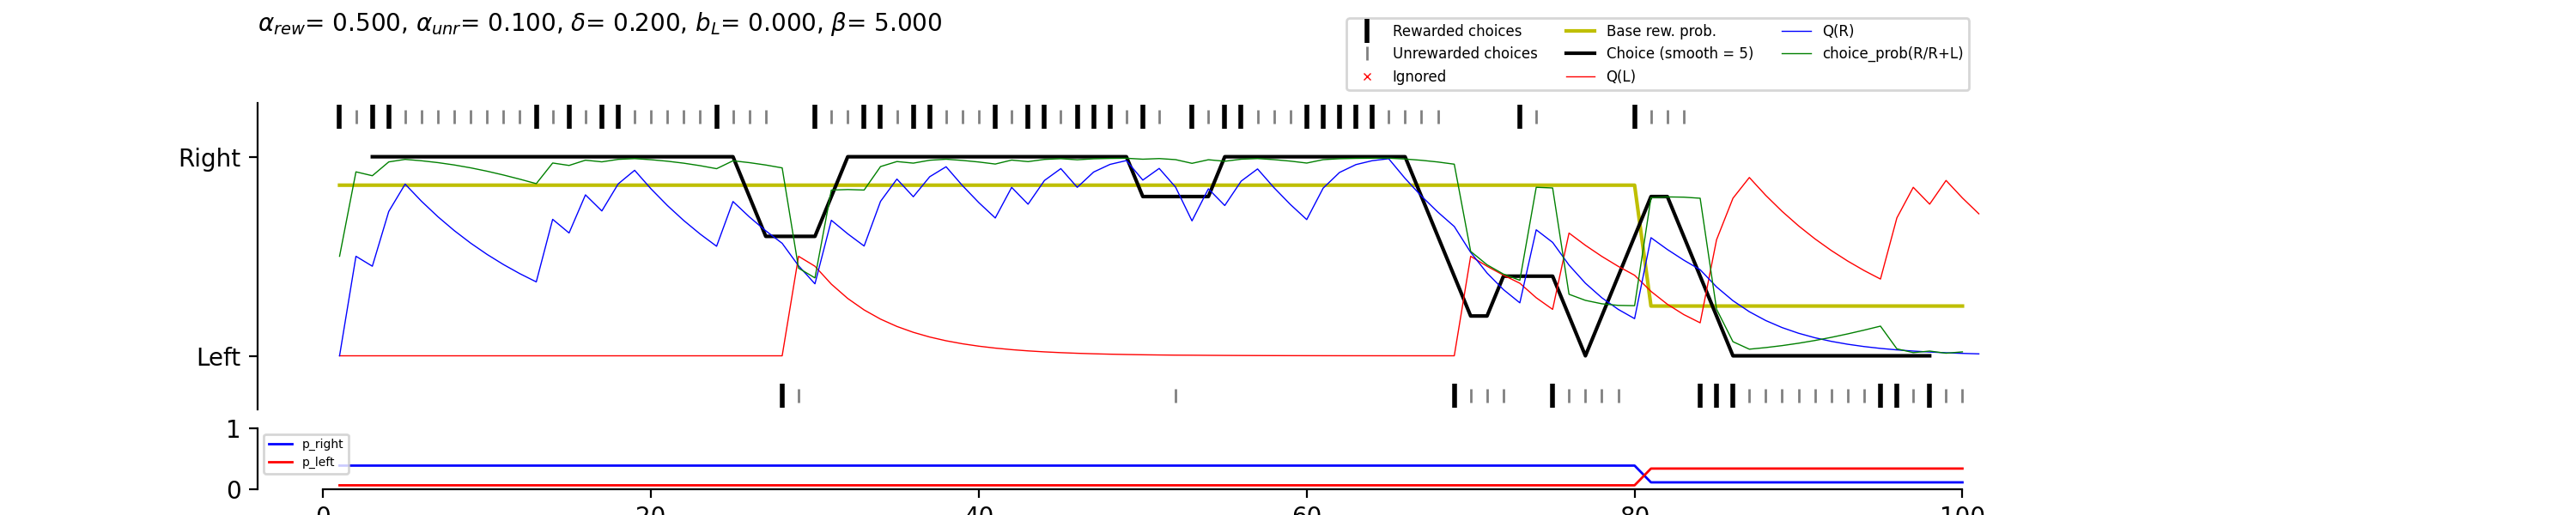 α_rew= 0.500, α_unr= 0.100, δ= 0.200, b_L= 0.000, β= 5.000
Rewarded choices
Unrewarded choices
Ignored
Base rew. prob.
Choice (smooth = 5)
Q(L)
Q(R)
choice_prob(R/R+L)
Right
Left
1
0
p_right
p_left
0 20 40 60 80 100